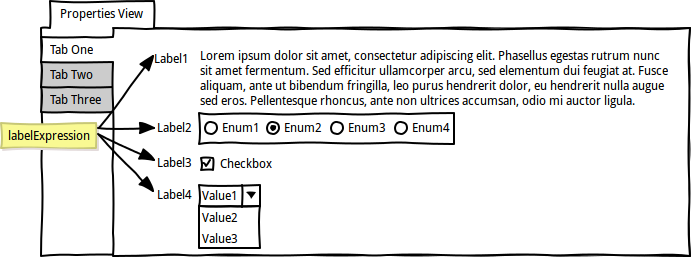 Properties View
Tab One
Tab Two
Tab Three
labelExpression
Label1
Lorem ipsum dolor sit amet, consectetur adipiscing elit. Phasellus egestas rutrum nunc
sit amet fermentum. Sed efficitur ullamcorper arcu, sed elementum dui feugiat at. Fusce
aliquam, ante ut bibendum fringilla, leo purus hendrerit dolor, eu hendrerit nulla augue
sed eros. Pellentesque rhoncus, ante non ultrices accumsan, odio mi auctor ligula.
Label2 Enum1 Enum2 Enum3 Enum4
Label3 Checkbox
Label4 Value1
Value2
Value3